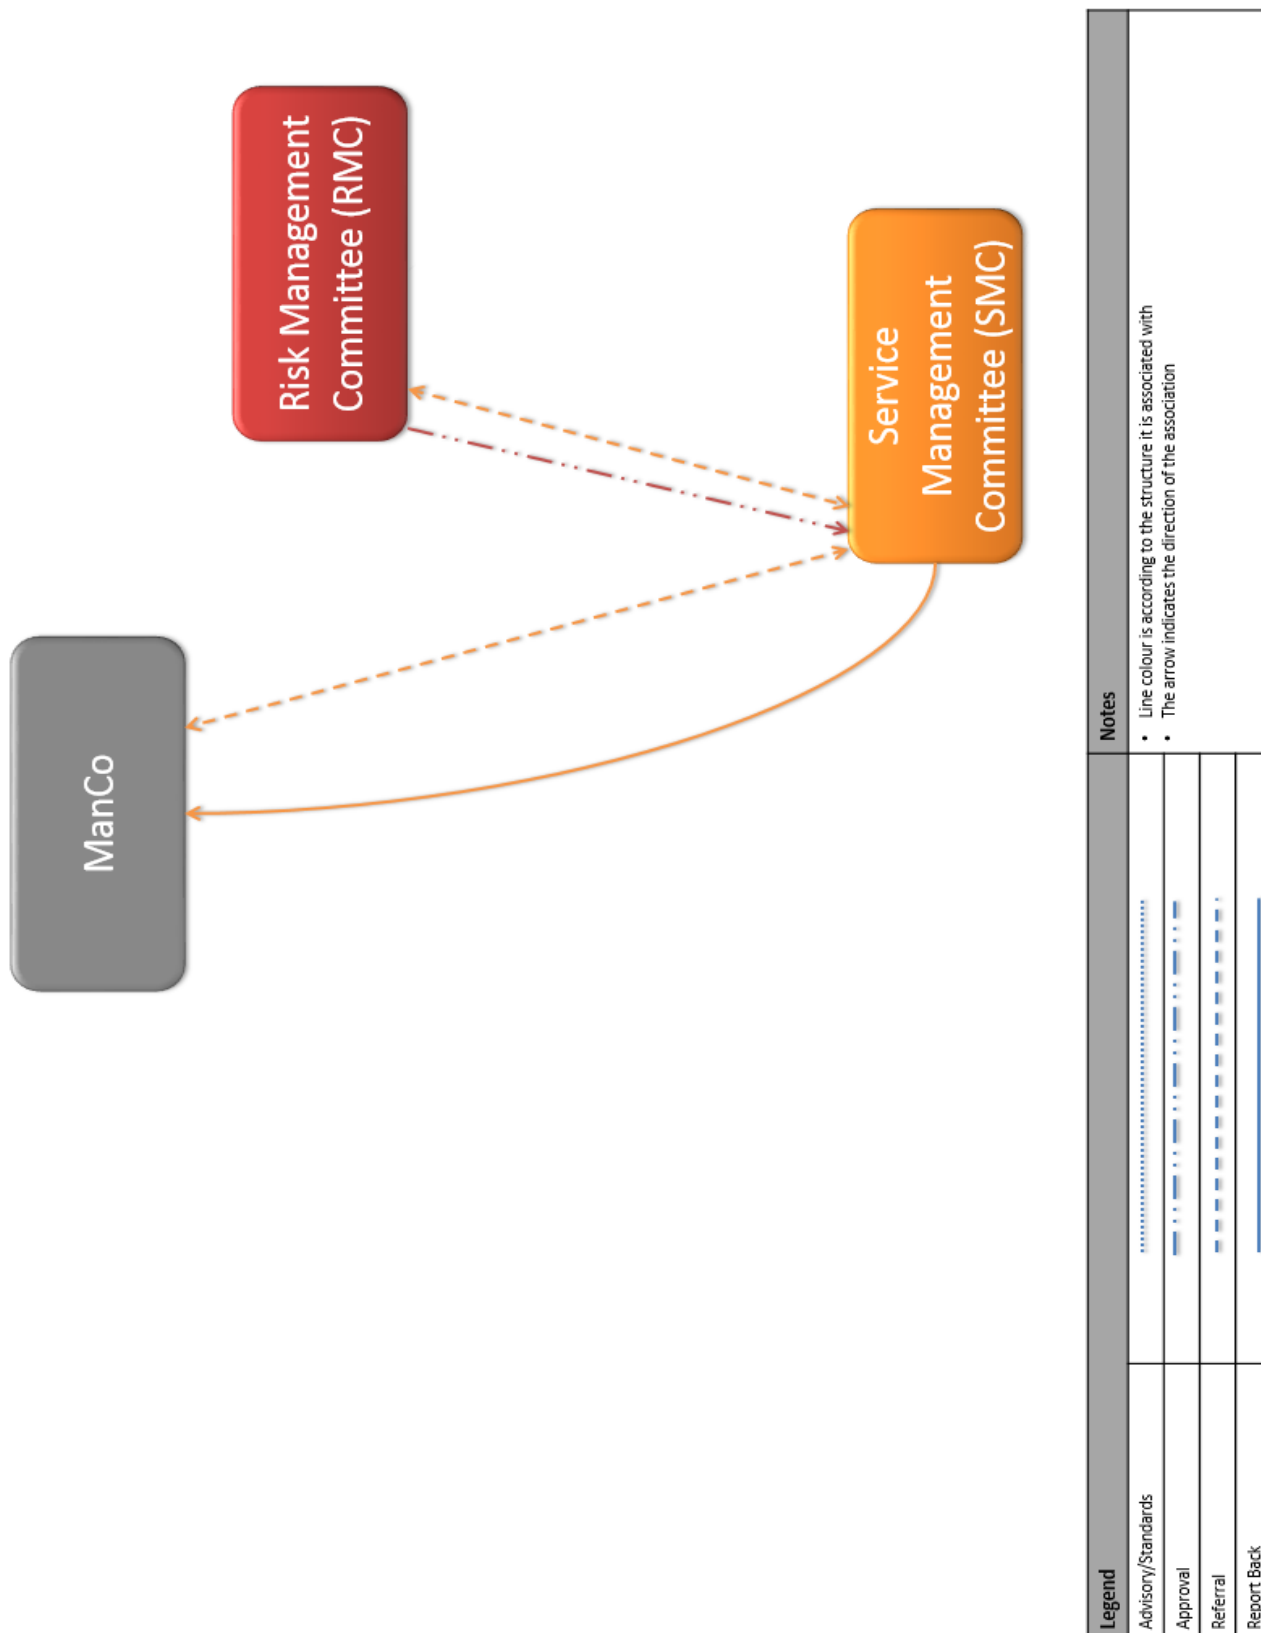 ManCo
Risk Management
Committee (RMC)
Service
Management
Committee (SMC)
Legend
Notes
Advisory/Standards
Approval
Referral
Report Back
• Line colour is according to the structure it is associated with
• The arrow indicates the direction of the association